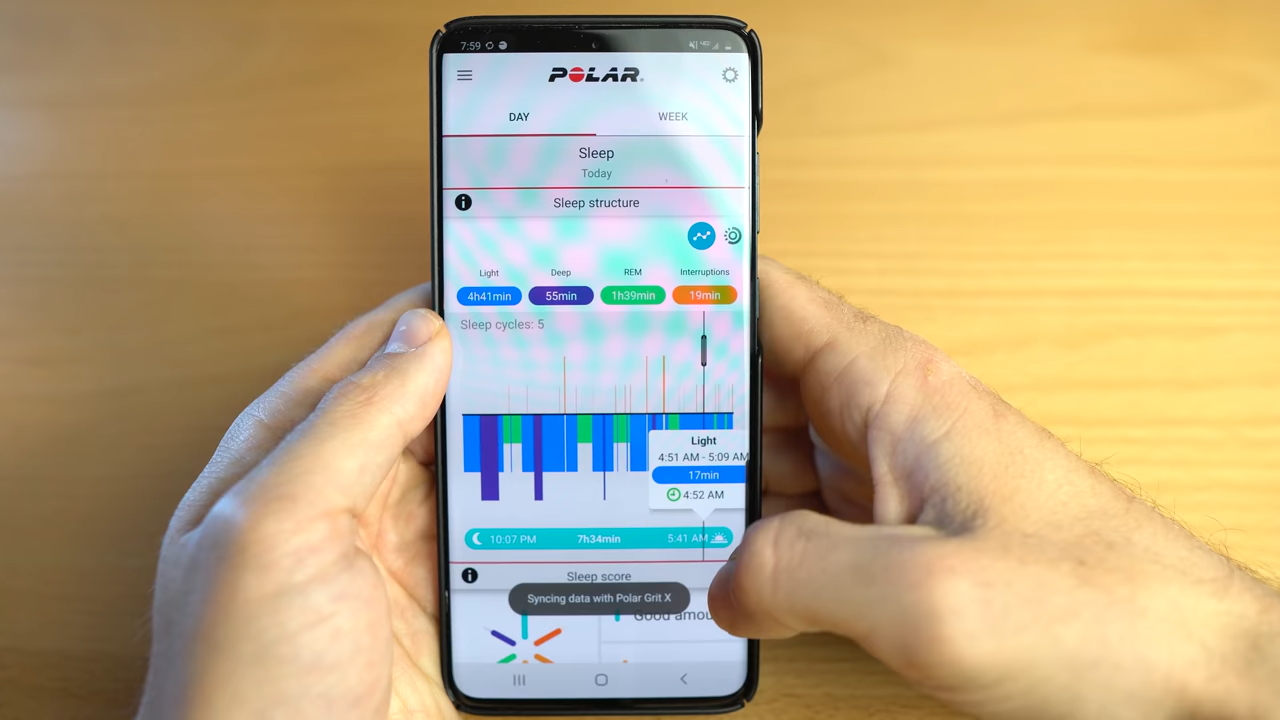 7:59
POLAR
DAY WEEK
Sleep
Today
Sleep structure
Light Deep REM Interruptions
4h41min 55min 1h39min 19min
Sleep cycles: 5
Light
4:51 AM - 5:09 AM
17min
4:52 AM
10:07 PM 7h34min 5:41 AM
Sleep score
Syncing data with Polar Grit X
Good amou